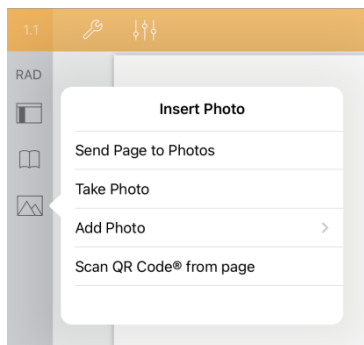 1.1
RAD
Insert Photo
Send Page to Photos
Take Photo
Add Photo
Scan QR Code® from page